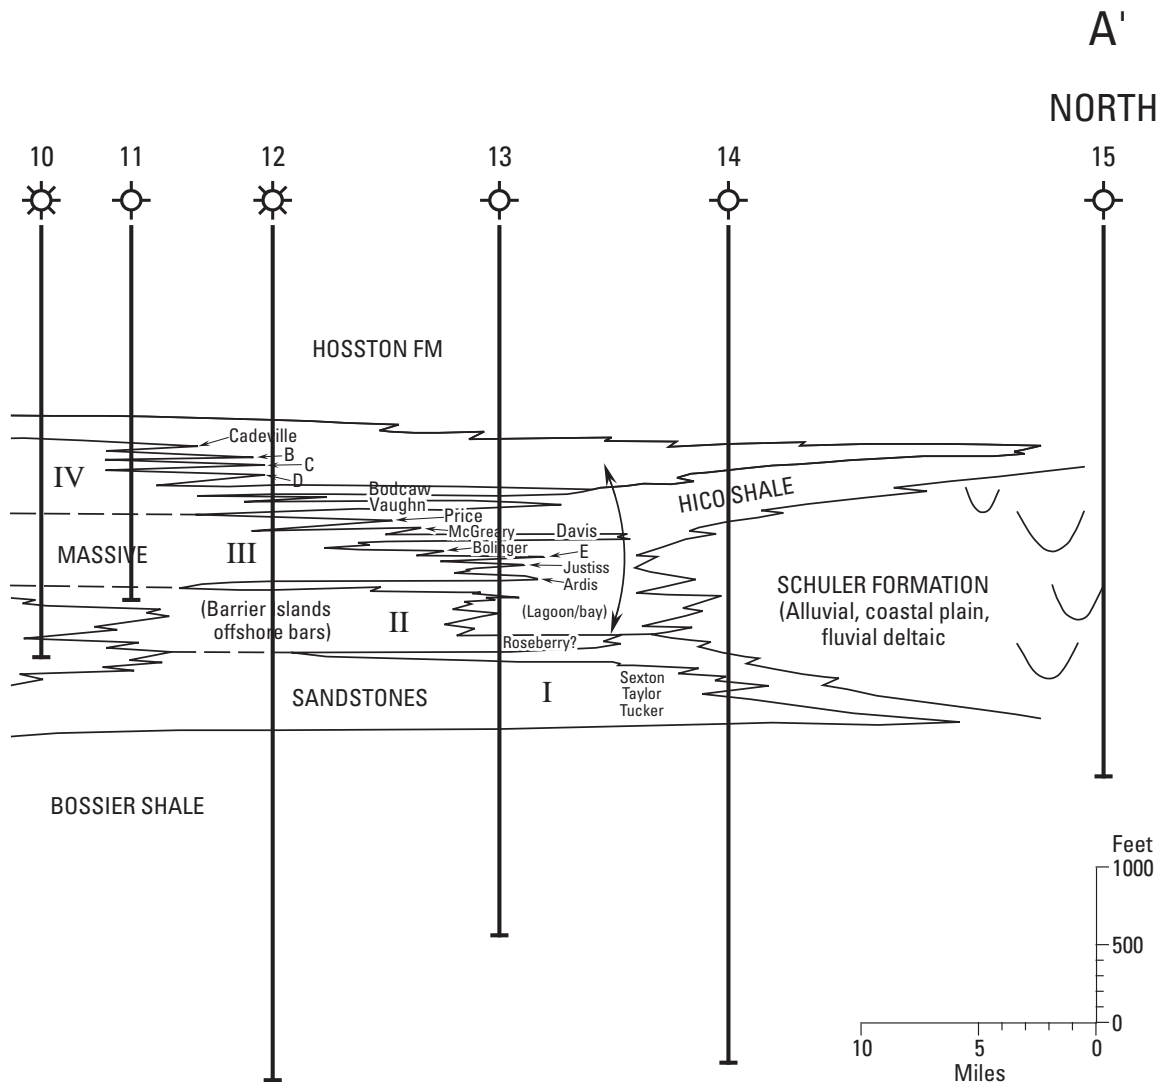 A'
NORTH
10 11 12 13 14 15
HOSSTON FM
Cadeville
B
C
D
IV
Bodcaw
Vaughn
HICO SHALE
Price
McGreary
Davis
MASSIVE
III
Bolinger
E
Justiss
Ardis
SCHULER FORMATION
(Alluvial, coastal plain,
fluvial deltaic
(Barrier Islands
offshore bars)
II
(Lagoon/bay)
Roseberry?
SANDSTONES
I
Sexton
Taylor
Tucker
BOSSIER SHALE
Feet
1000
500
0
10 5 0
Miles